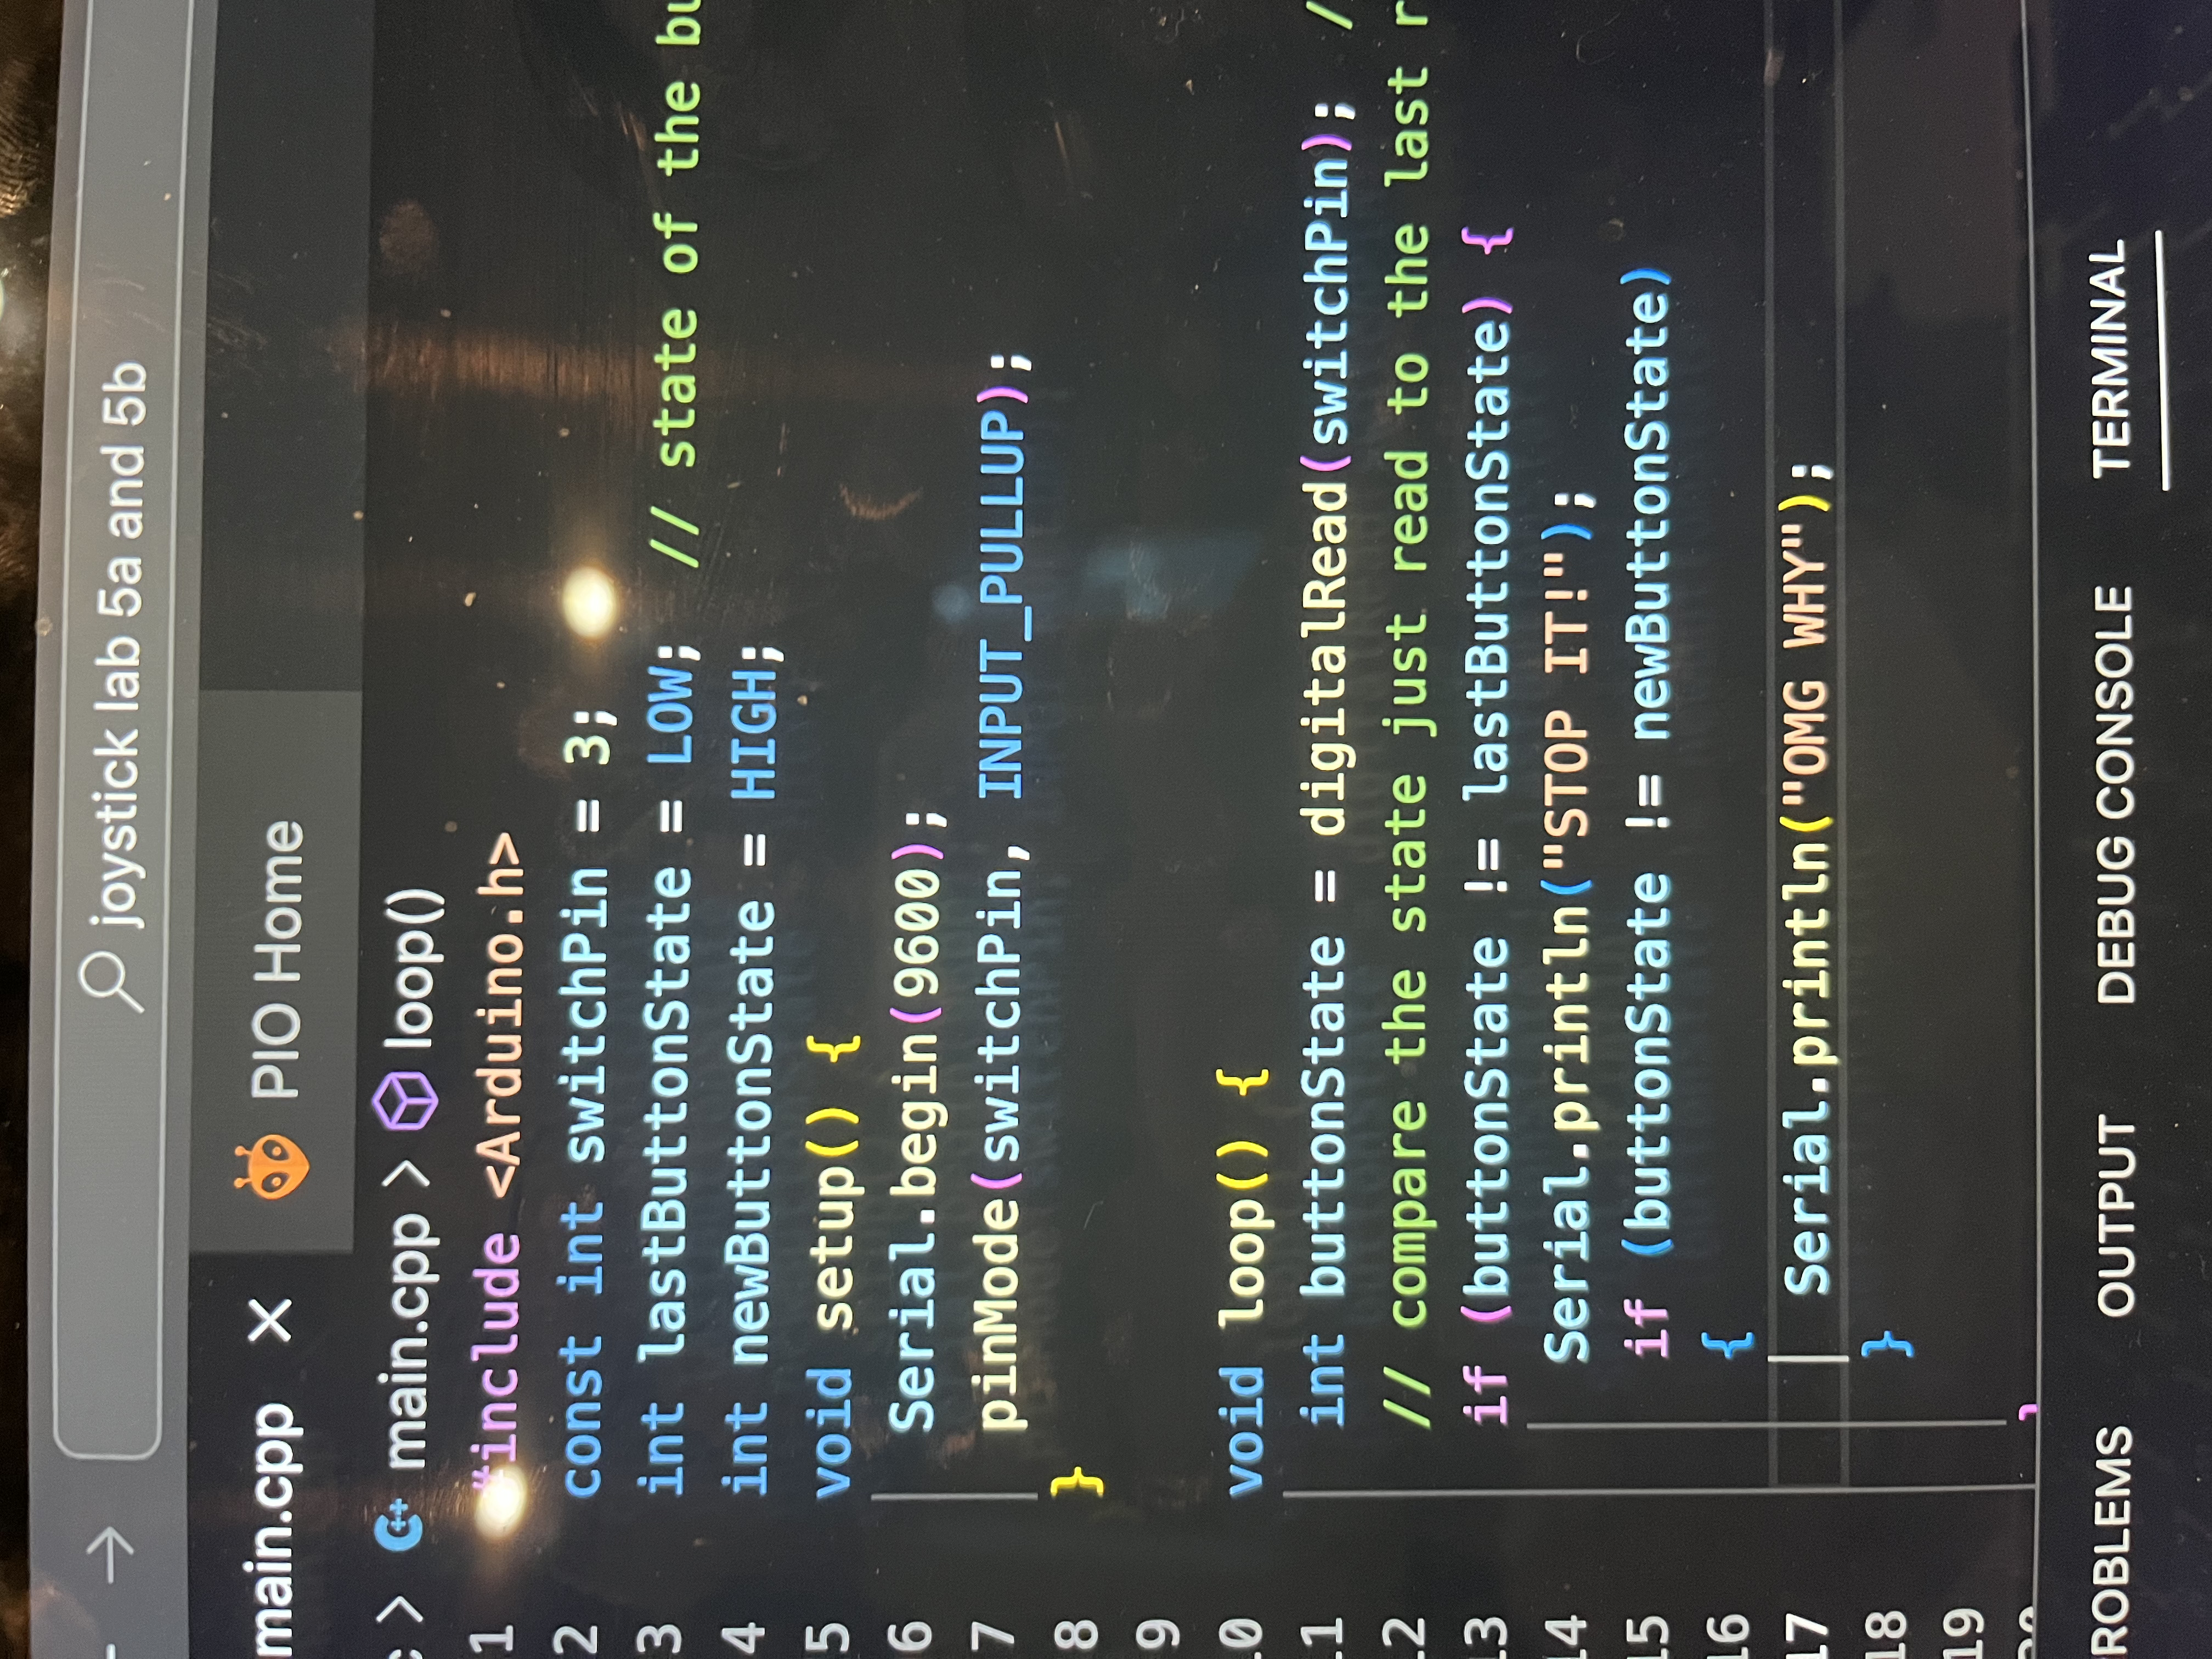 joystick lab 5a and 5b
main.cpp PIO Home
main.cpp > loop()
1 #include <Arduino.h>
2 const int switchPin = 3;
3 int lastButtonState = LOW; // state of the
4 int newButtonState = HIGH;
5 void setup() {
6 Serial.begin(9600);
7 pinMode(switchPin, INPUT_PULLUP);
8 }
9
10 void loop() {
11 int buttonState = digitalRead(switchPin); /
12 // compare the state just read to the last
13 if (buttonState != lastButtonState) {
14 Serial.println("STOP IT!");
15 if (buttonState != newButtonState)
16 {
17 Serial.println("OMG WHY");
18 }
19
20 }
PROBLEMS OUTPUT DEBUG CONSOLE TERMINAL